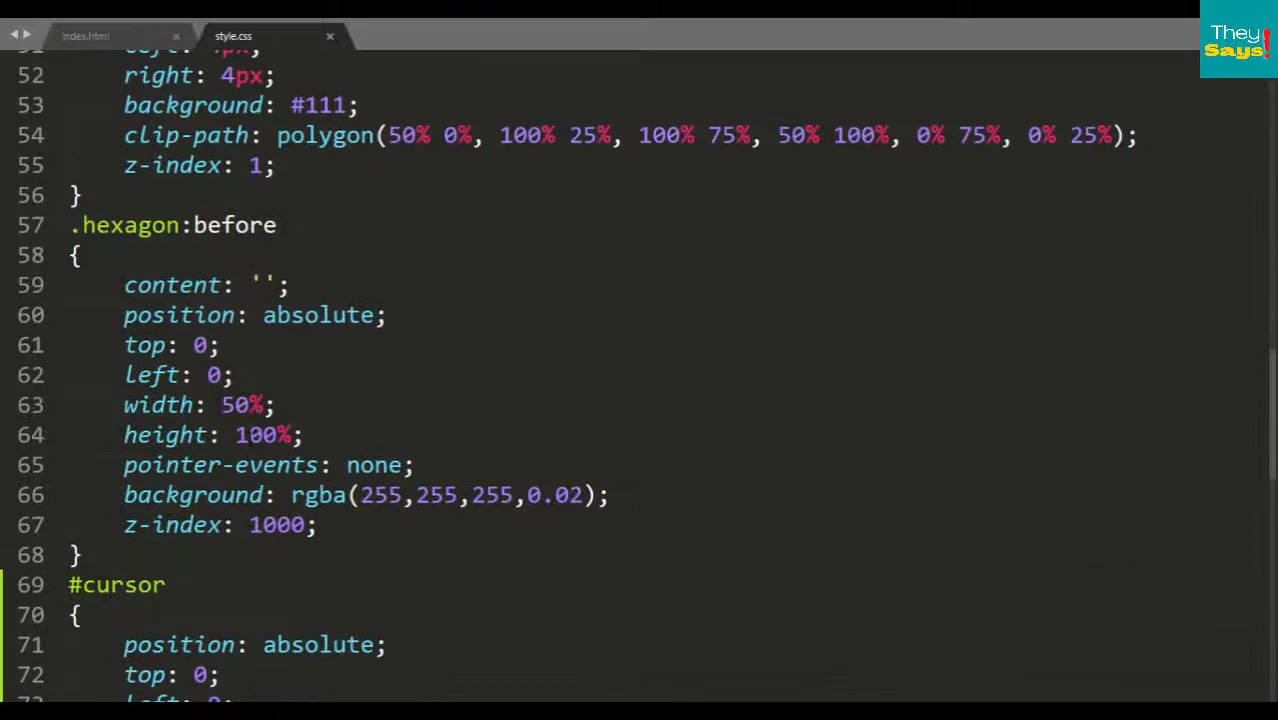 index.html
style.css
They
Says!
52 right: 4px;
53 background: #111;
54 clip-path: polygon(50% 0%, 100% 25%, 100% 75%, 50% 100%, 0% 75%, 0% 25%);
55 z-index: 1;
56 }
57 .hexagon:before
58 {
59 content: '';
60 position: absolute;
61 top: 0;
62 left: 0;
63 width: 50%;
64 height: 100%;
65 pointer-events: none;
66 background: rgba(255,255,255,0.02);
67 z-index: 1000;
68 }
69 #cursor
70 {
71 position: absolute;
72 top: 0;